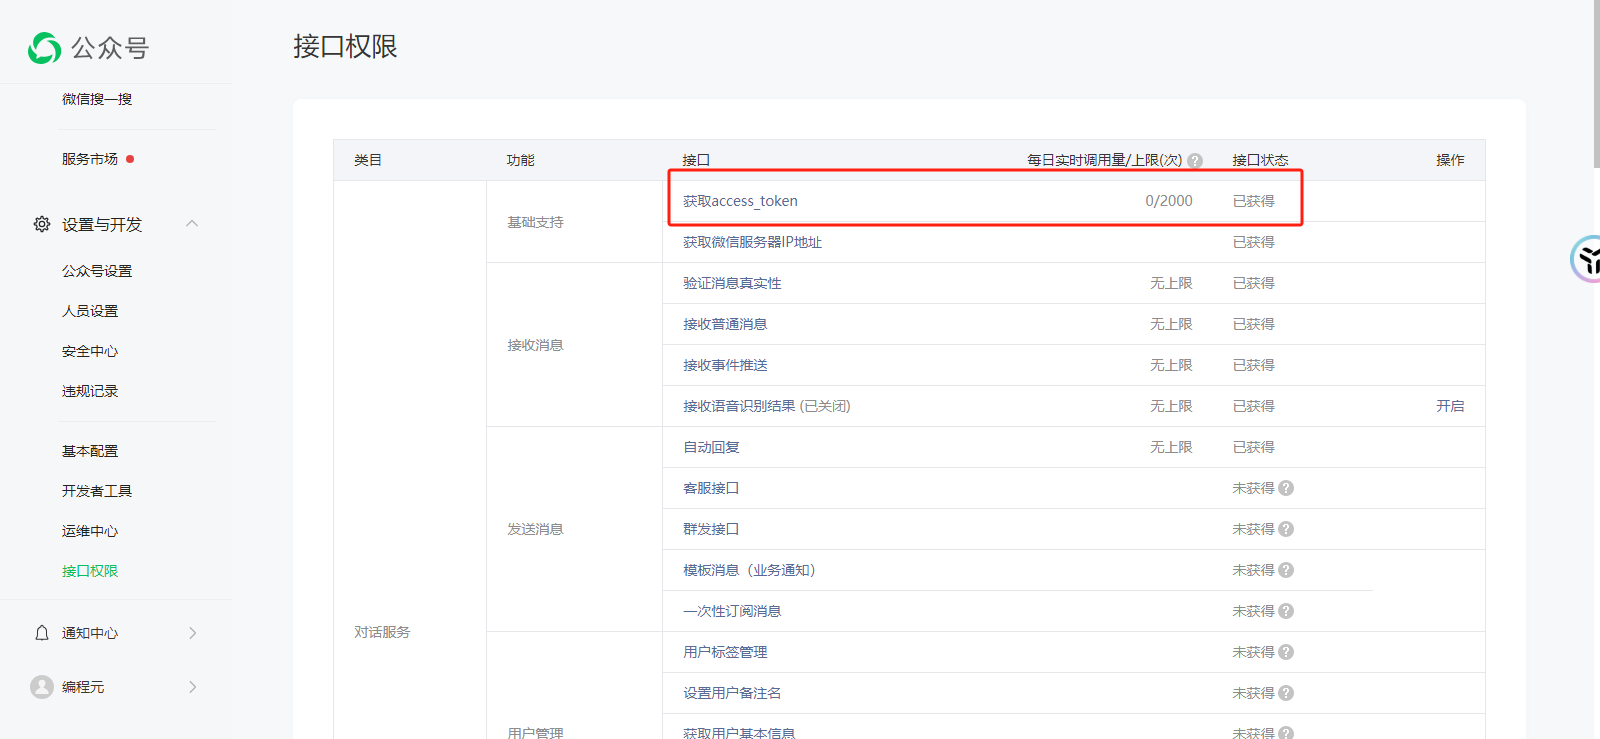 公众号
微信搜一搜
服务市场
设置与开发
公众号设置
人员设置
安全中心
违规记录
基本配置
开发者工具
运维中心
接口权限
通知中心
编程元
接口权限
类目 功能 接口 每日实时调用量/上限(次) ? 接口状态 操作
对话服务
基础支持
获取access_token 0/2000 已获得
获取微信服务器IP地址 已获得
接收消息
验证消息真实性 无上限 已获得
接收普通消息 无上限 已获得
接收事件推送 无上限 已获得
接收语音识别结果 (已关闭) 无上限 已获得 开启
发送消息
自动回复 无上限 已获得
客服接口 未获得 ?
群发接口 未获得 ?
模板消息（业务通知） 未获得 ?
一次性订阅消息 未获得 ?
用户管理
用户标签管理 未获得 ?
设置用户备注名 未获得 ?
获取用户基本信息 未获得 ?